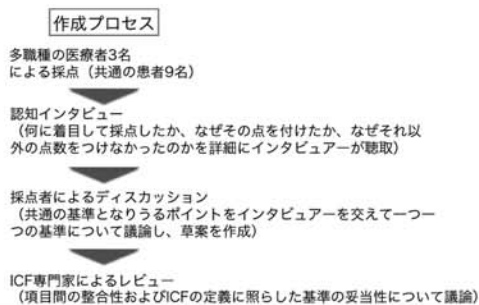 作成プロセス
多職種の医療者3名
による採点（共通の患者9名）
認知インタビュー
（何に着目して採点したか、なぜその点を付けたか、なぜそれ以
外の点数をつけなかったのかを詳細にインタビュアーが聴取）
採点者によるディスカッション
（共通の基準となりうるポイントをインタビュアーを交えて一つ一
つの基準について議論し、草案を作成）
ICF専門家によるレビュー
（項目間の整合性およびICFの定義に照らした基準の妥当性について議論）